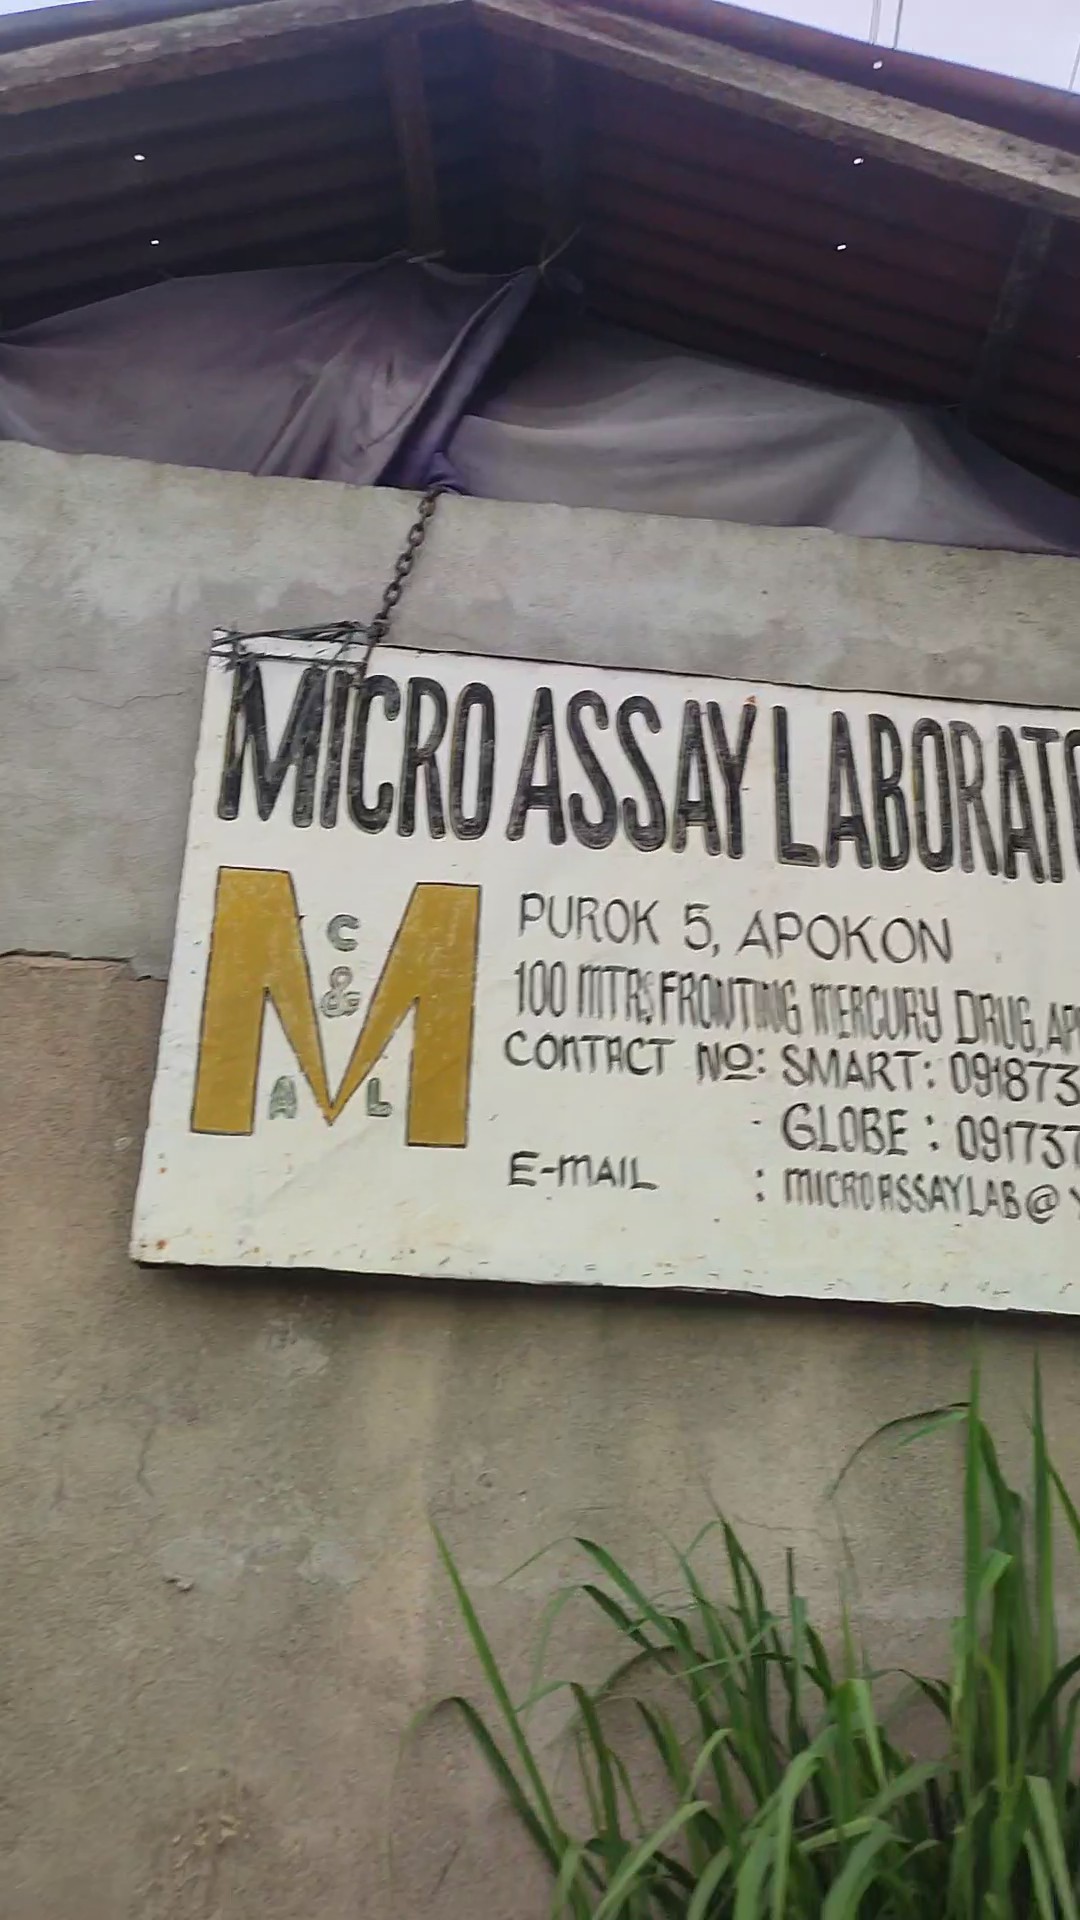 MICRO ASSAY LABORATO
C
&
A L
PUROK 5, APOKON
100 MTRS FRONTING MERCURY DRUG, AP
CONTACT NO: SMART: 091873
- GLOBE : 091737
E-MAIL : MICROASSAYLAB@